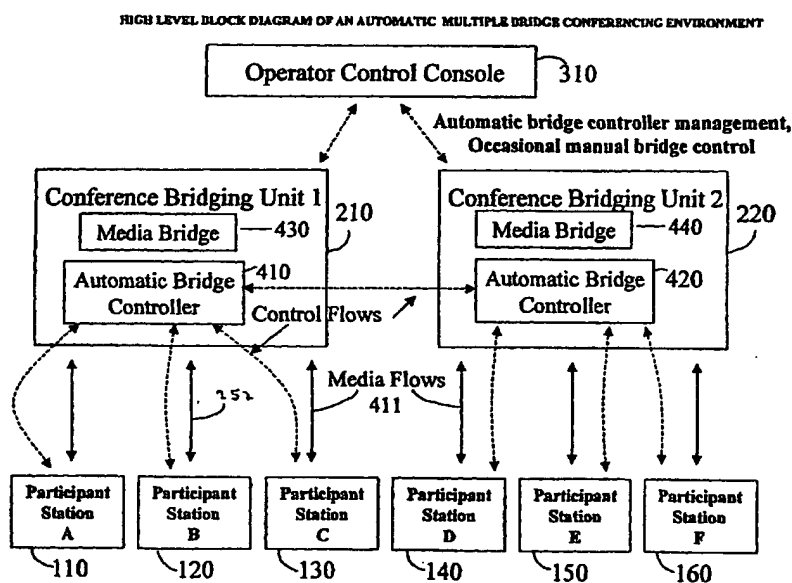 HIGH LEVEL BLOCK DIAGRAM OF AN AUTOMATIC MULTIPLE BRIDGE CONFERENCING ENVIRONMENT
Operator Control Console
310
Automatic bridge controller management,
Occasional manual bridge control
Conference Bridging Unit 1
210
Media Bridge
430
Automatic Bridge
Controller
410
Conference Bridging Unit 2
220
Media Bridge
440
Automatic Bridge
Controller
420
Control Flows
252
Media Flows
411
Participant
Station
A
Participant
Station
B
Participant
Station
C
Participant
Station
D
Participant
Station
E
Participant
Station
F
110
120
130
140
150
160